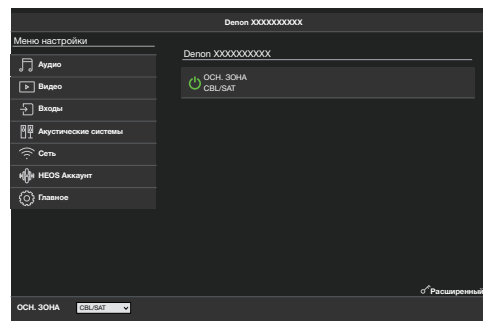 Denon XXXXXXXXXX
Меню настройки
Аудио
Видео
Входы
Акустические системы
Сеть
HEOS Аккаунт
Главное
Denon XXXXXXXXXX
ОСН. ЗОНА
CBL/SAT
Расширенный
ОСН. ЗОНА CBL/SAT